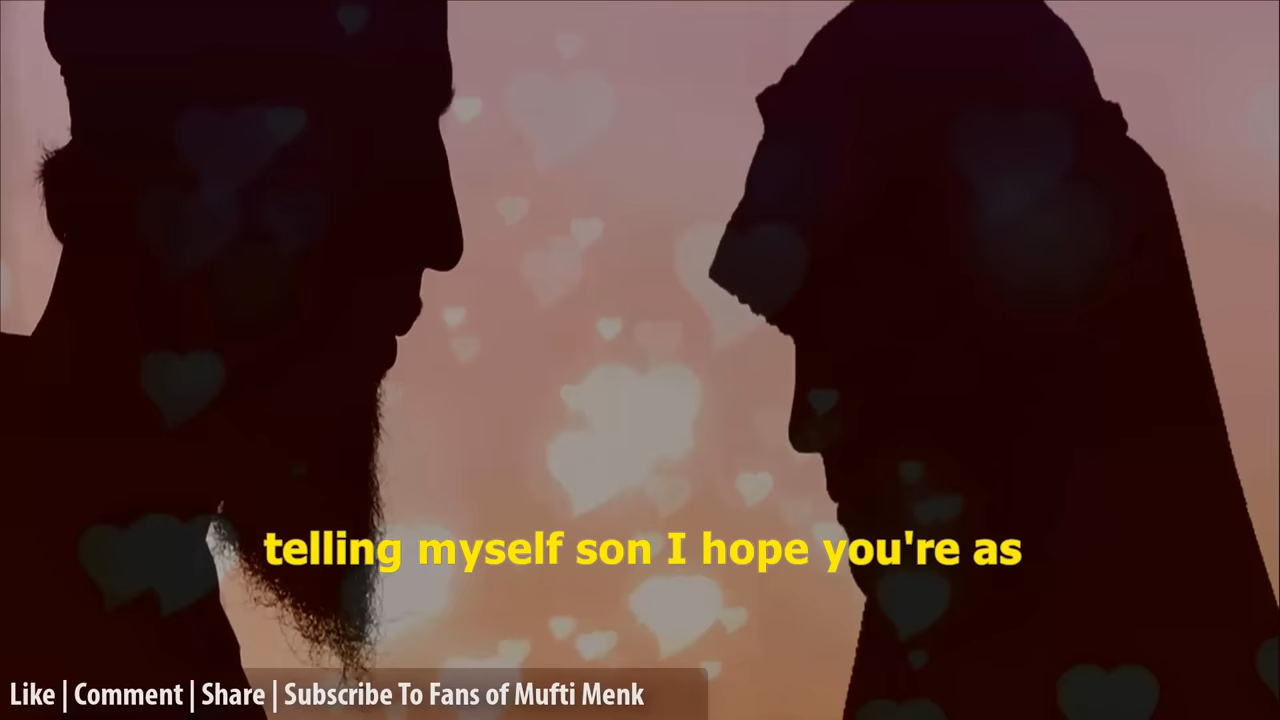 telling myself son I hope you're as
Like | Comment | Share | Subscribe To Fans of Mufti Menk